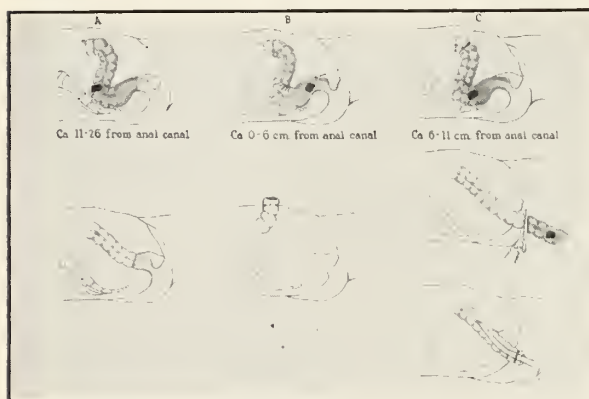 A
B
C
Ca 11-26 from anal canal
Ca 0-6 cm. from anal canal
Ca 6-11 cm. from anal canal